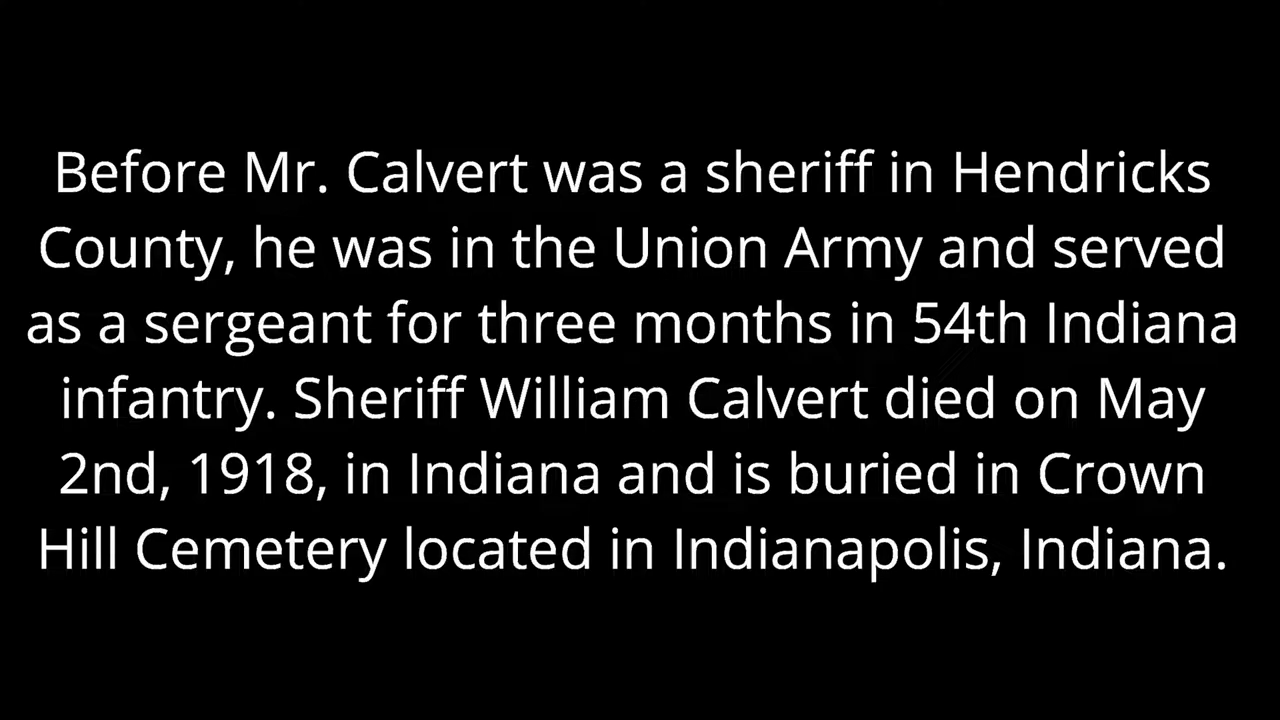 Before Mr. Calvert was a sheriff in Hendricks
County, he was in the Union Army and served
as a sergeant for three months in 54th Indiana
infantry. Sheriff William Calvert died on May
2nd, 1918, in Indiana and is buried in Crown
Hill Cemetery located in Indianapolis, Indiana.